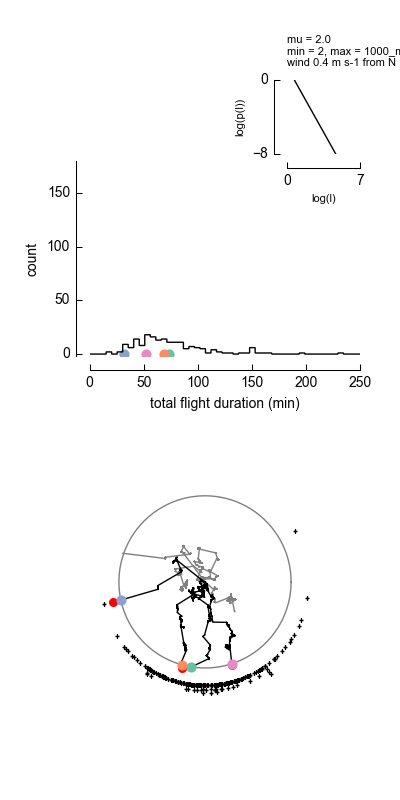 mu = 2.0
min = 2, max = 1000_m
wind 0.4 m s-1 from N
0
log(p(l))
−8
0 7
log(l)
150
100
count
50
0
0 50 100 150 200 250
total flight duration (min)